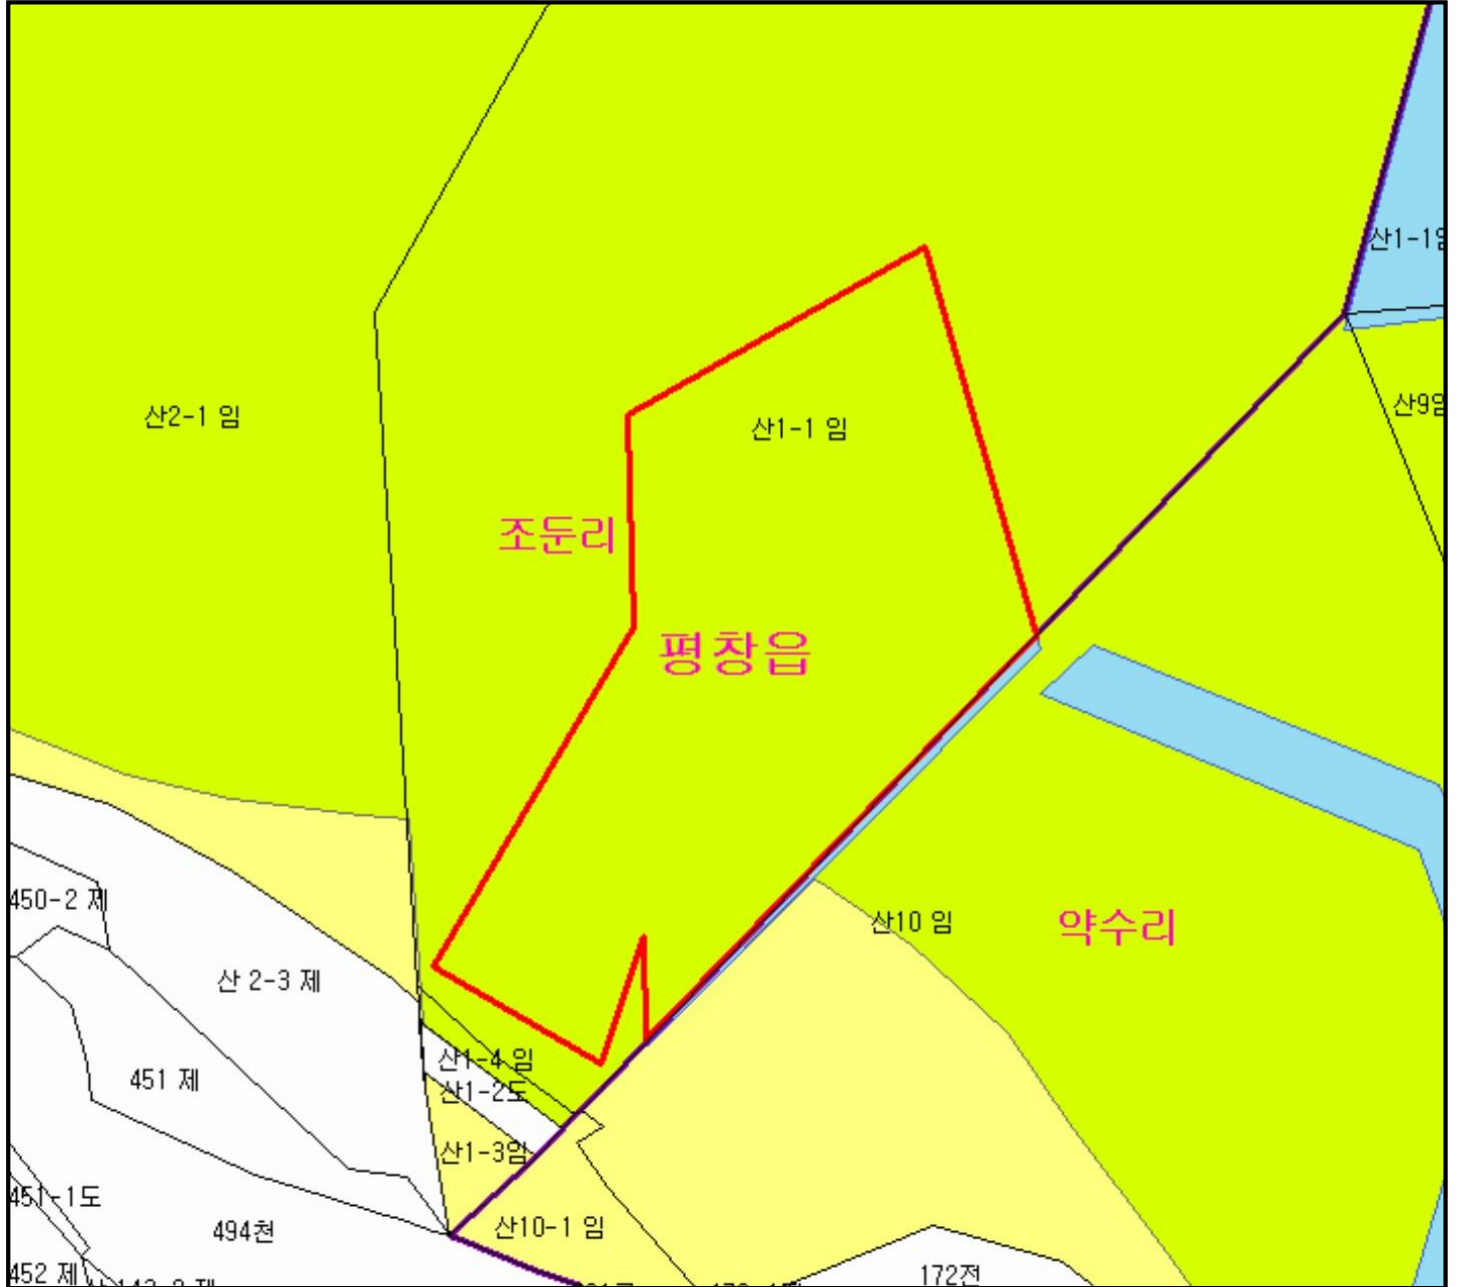 산1-1임
산9임
산2-1 임
산1-1 임
조둔리
평창읍
450-2 제
산10 임
약수리
산 2-3 제
산1-4 임
451 제
산1-2도
산1-3임
451-1도
494천
산10-1 임
452 제
172전